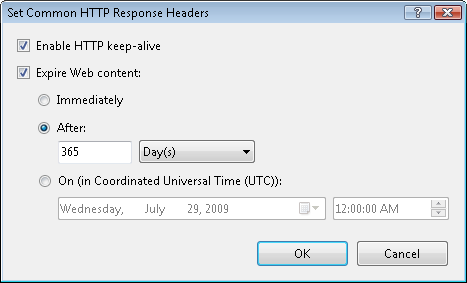 Set Common HTTP Response Headers
Enable HTTP keep-alive
Expire Web content:
Immediately
After:
365 Day(s)
On (in Coordinated Universal Time (UTC)):
Wednesday, July 29, 2009 12:00:00 AM
OK Cancel